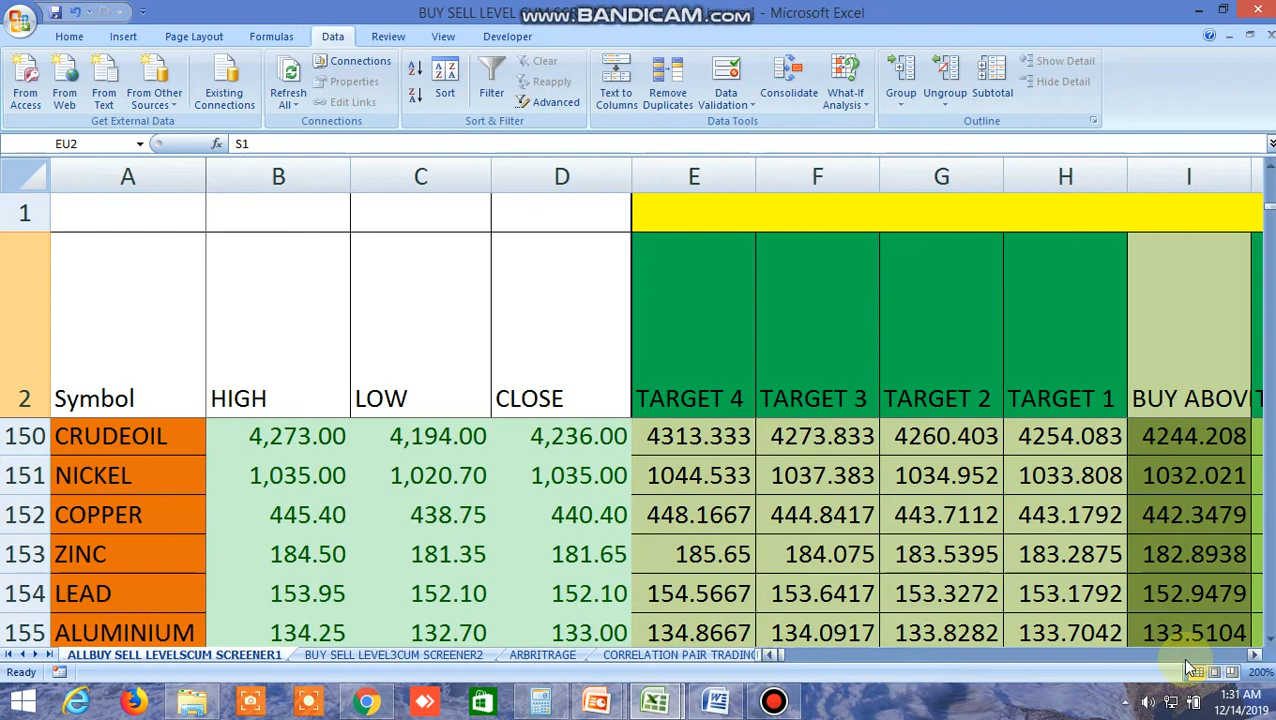 BUY SELL LEVEL CUM SC
www.BANDICAM.com
- Microsoft Excel
Home Insert Page Layout Formulas Data Review View Developer
From Access
From Web
From Text
From Other Sources
Existing Connections
Get External Data
Refresh All
Connections
Properties
Edit Links
Connections
Sort
Filter
Clear
Reapply
Advanced
Sort & Filter
Text to Columns
Remove Duplicates
Data Validation
Consolidate
What-If Analysis
Data Tools
Group
Ungroup
Subtotal
Show Detail
Hide Detail
Outline
EU2 fx S1
A B C D E F G H I
1
2 Symbol HIGH LOW CLOSE TARGET 4 TARGET 3 TARGET 2 TARGET 1 BUY ABOV
150 CRUDEOIL 4,273.00 4,194.00 4,236.00 4313.333 4273.833 4260.403 4254.083 4244.208
151 NICKEL 1,035.00 1,020.70 1,035.00 1044.533 1037.383 1034.952 1033.808 1032.021
152 COPPER 445.40 438.75 440.40 448.1667 444.8417 443.7112 443.1792 442.3479
153 ZINC 184.50 181.35 181.65 185.65 184.075 183.5395 183.2875 182.8938
154 LEAD 153.95 152.10 152.10 154.5667 153.6417 153.3272 153.1792 152.9479
155 ALUMINIUM 134.25 132.70 133.00 134.8667 134.0917 133.8282 133.7042 133.5104
ALLBUY SELL LEVELSCUM SCREENER1 BUY SELL LEVEL3CUM SCREENER2 ARBRITRAGE CORRELATION PAIR TRADING
Ready 200%
1:31 AM
12/14/2019